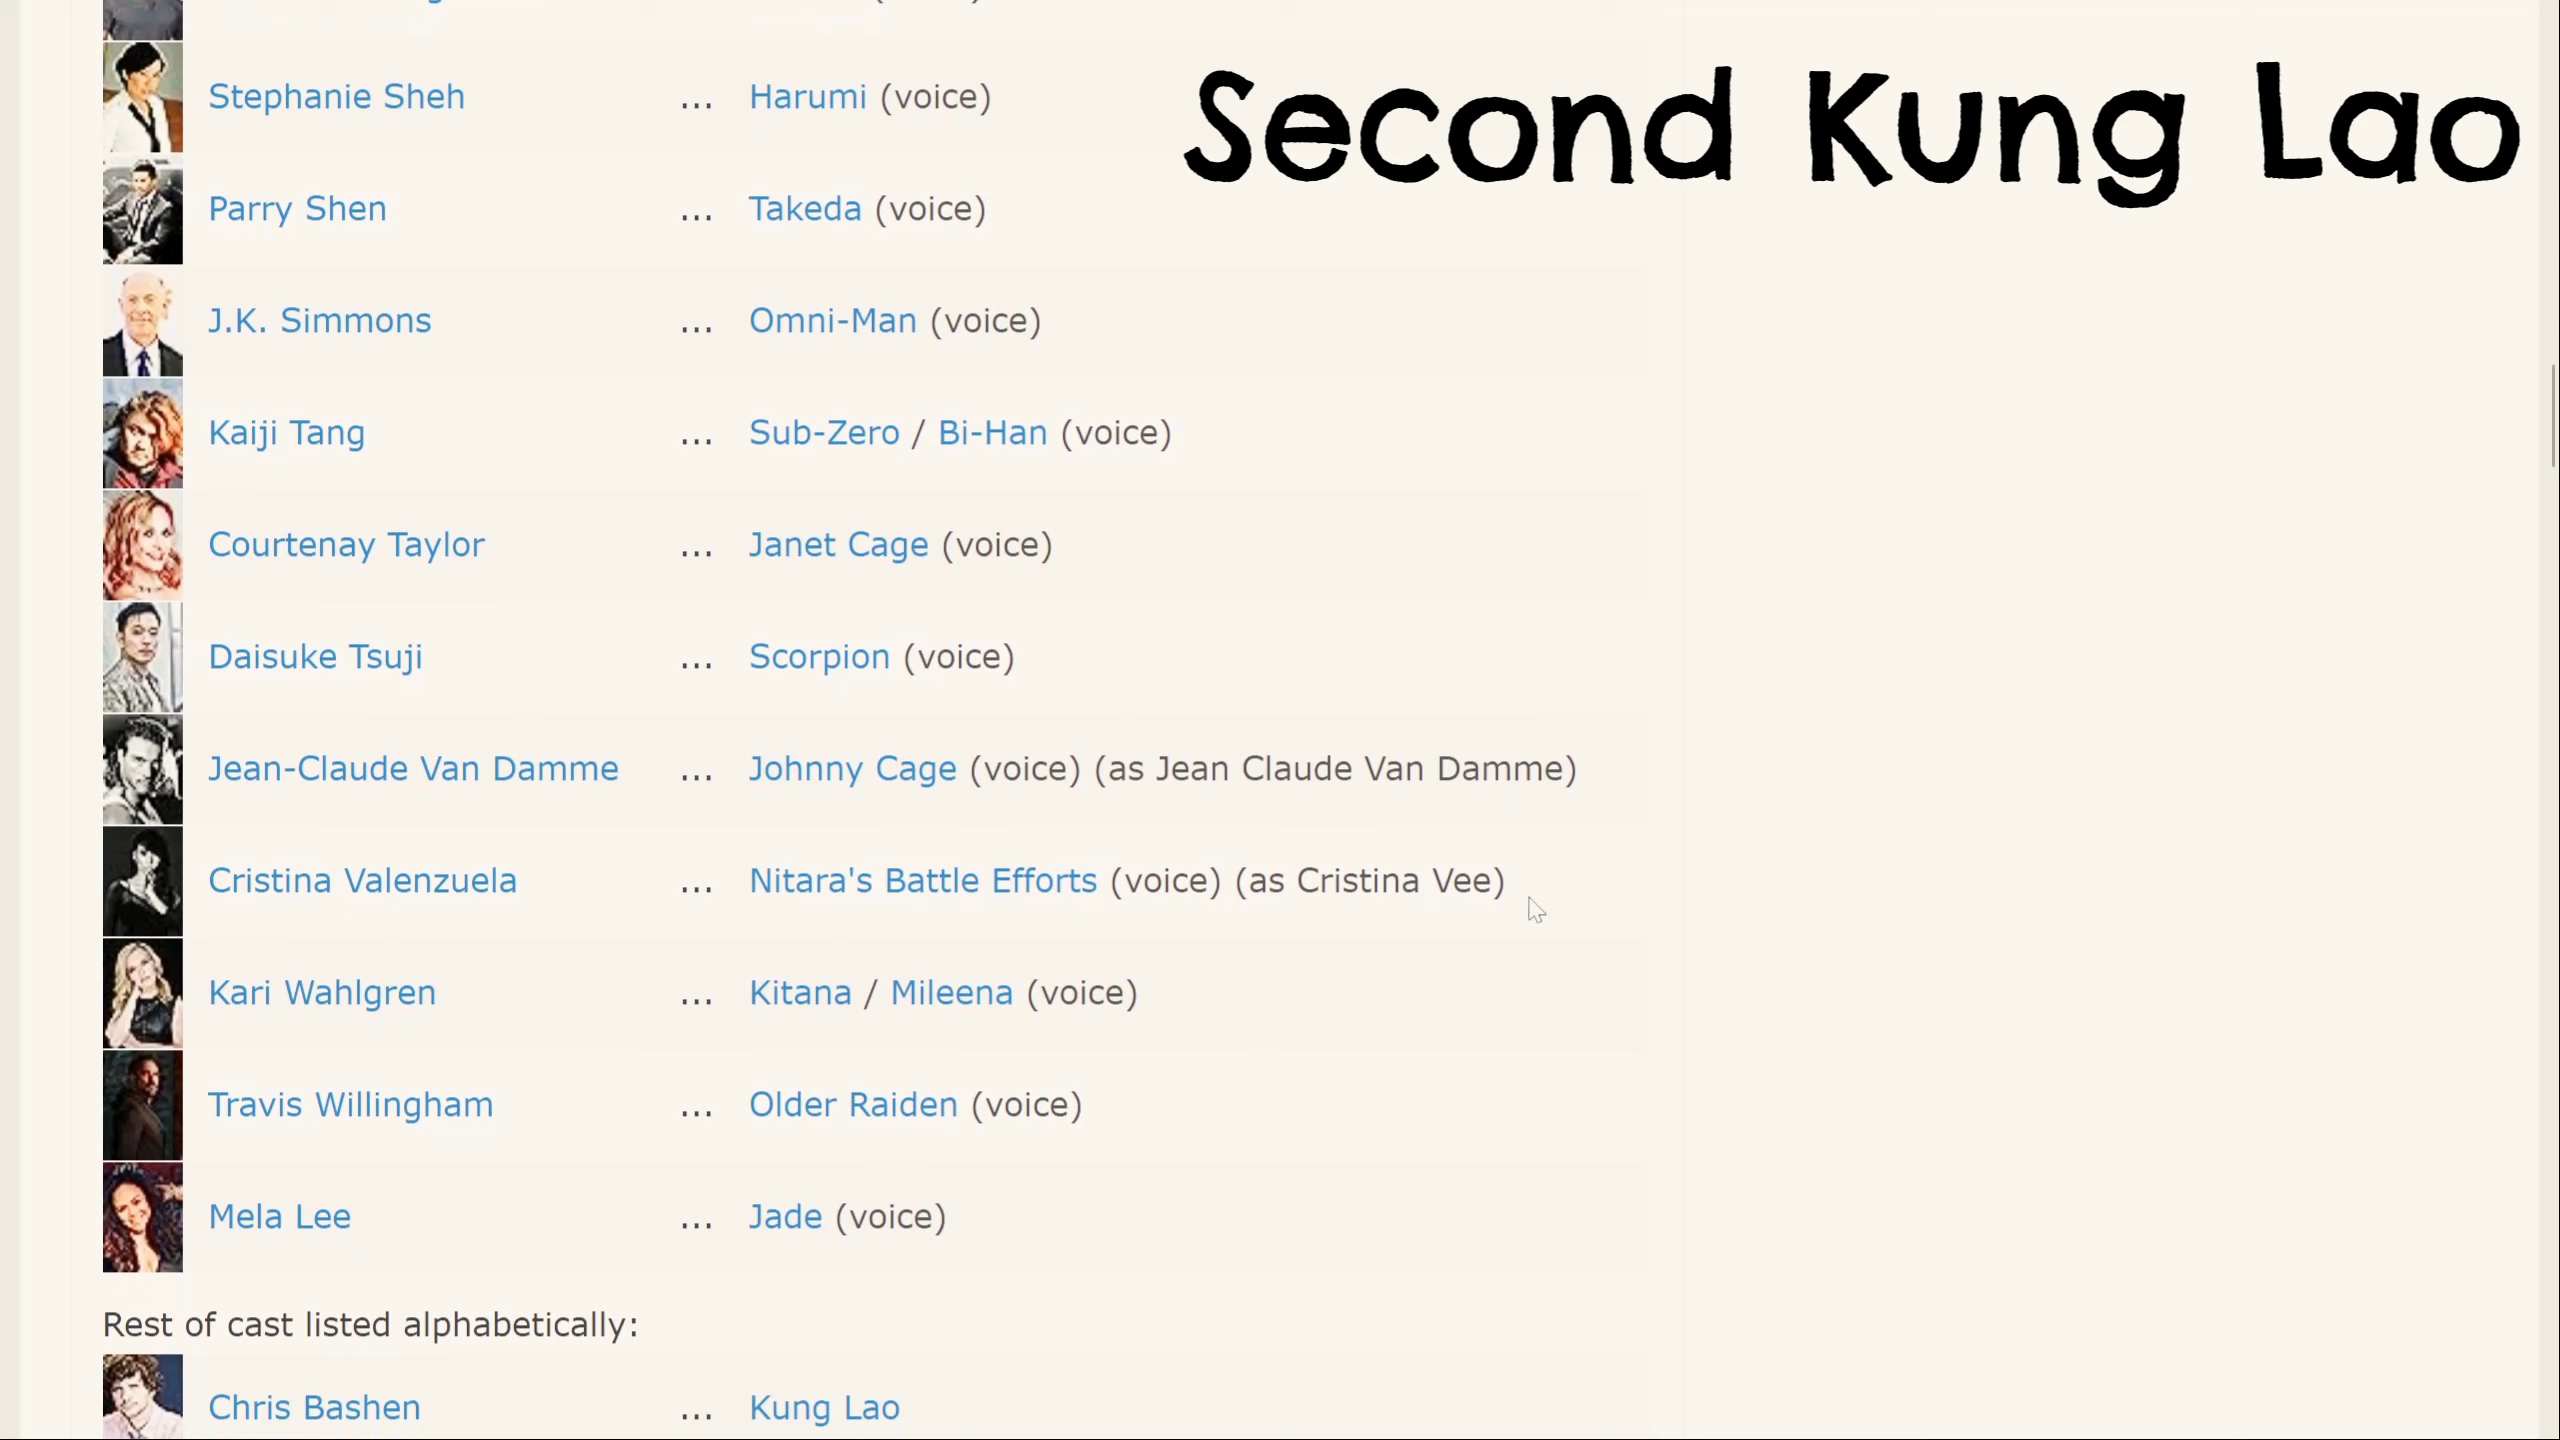 Second Kung Lao
Stephanie Sheh ... Harumi (voice)
Parry Shen ... Takeda (voice)
J.K. Simmons ... Omni-Man (voice)
Kaiji Tang ... Sub-Zero / Bi-Han (voice)
Courtenay Taylor ... Janet Cage (voice)
Daisuke Tsuji ... Scorpion (voice)
Jean-Claude Van Damme ... Johnny Cage (voice) (as Jean Claude Van Damme)
Cristina Valenzuela ... Nitara's Battle Efforts (voice) (as Cristina Vee)
Kari Wahlgren ... Kitana / Mileena (voice)
Travis Willingham ... Older Raiden (voice)
Mela Lee ... Jade (voice)
Rest of cast listed alphabetically:
Chris Bashen ... Kung Lao